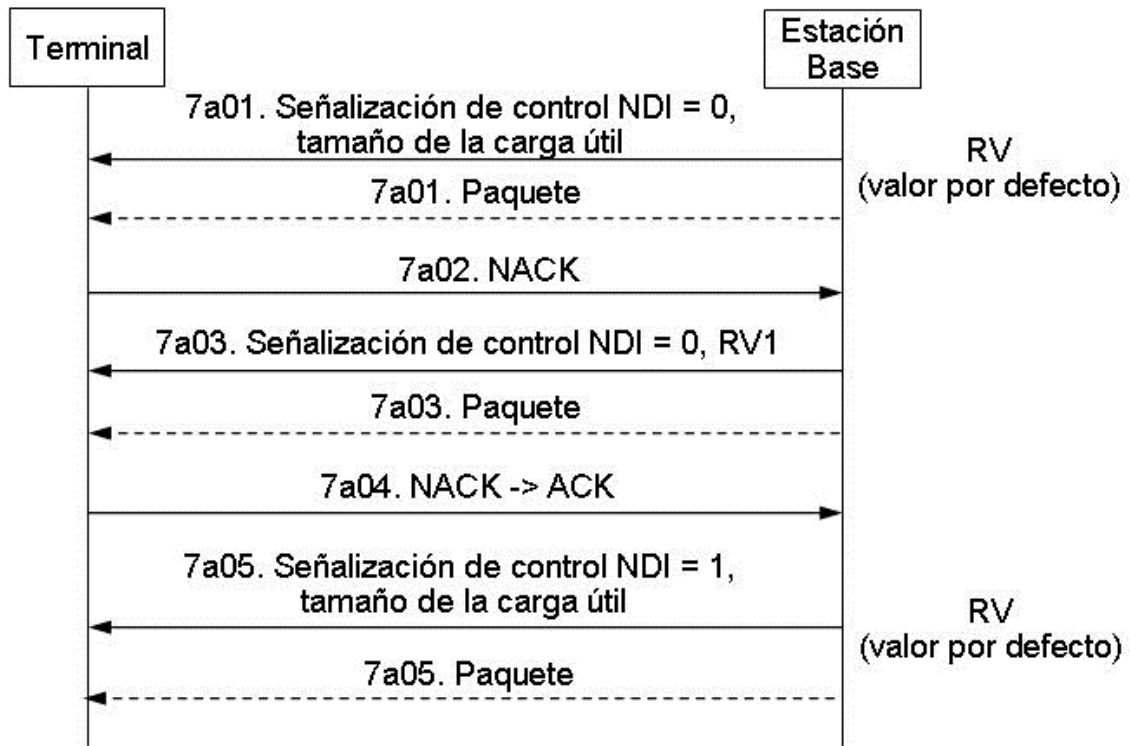 Terminal
Estación
Base
7a01. Señalización de control NDI = 0,
tamaño de la carga útil
RV
(valor por defecto)
7a01. Paquete
7a02. NACK
7a03. Señalización de control NDI = 0, RV1
7a03. Paquete
7a04. NACK -> ACK
7a05. Señalización de control NDI = 1,
tamaño de la carga útil
RV
(valor por defecto)
7a05. Paquete